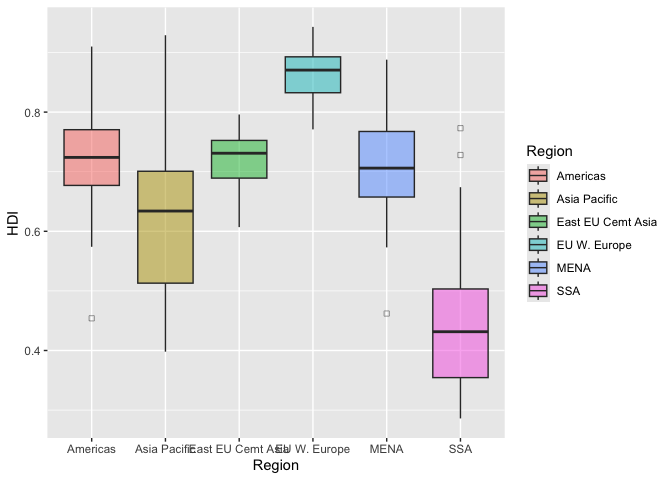 0.8
0.6
0.4
HDI
Americas
Asia Pacific
East EU Cemt Asia
EU W. Europe
MENA
SSA
Region
Region
Americas
Asia Pacific
East EU Cemt Asia
EU W. Europe
MENA
SSA